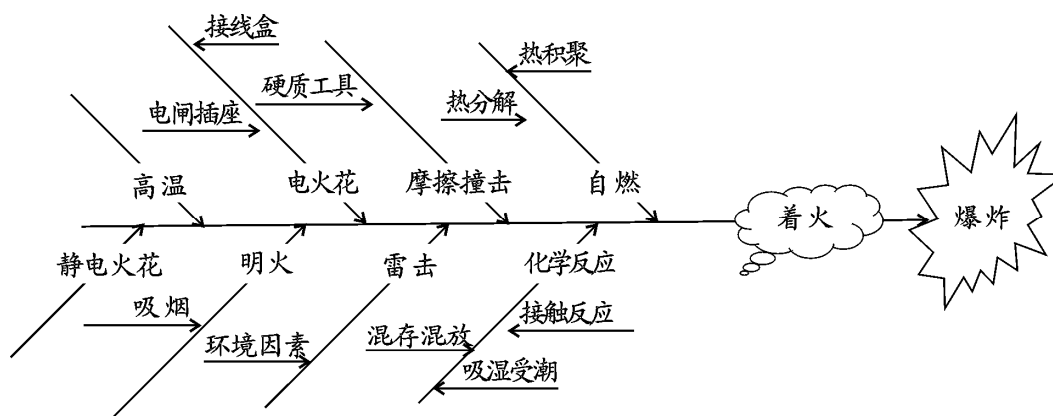 接线盒
热积聚
硬质工具
电闸插座
热分解
高温
电火花
摩擦撞击
自燃
着火
爆炸
静电火花
明火
雷击
化学反应
吸烟
接触反应
环境因素
混存混放
吸湿受潮